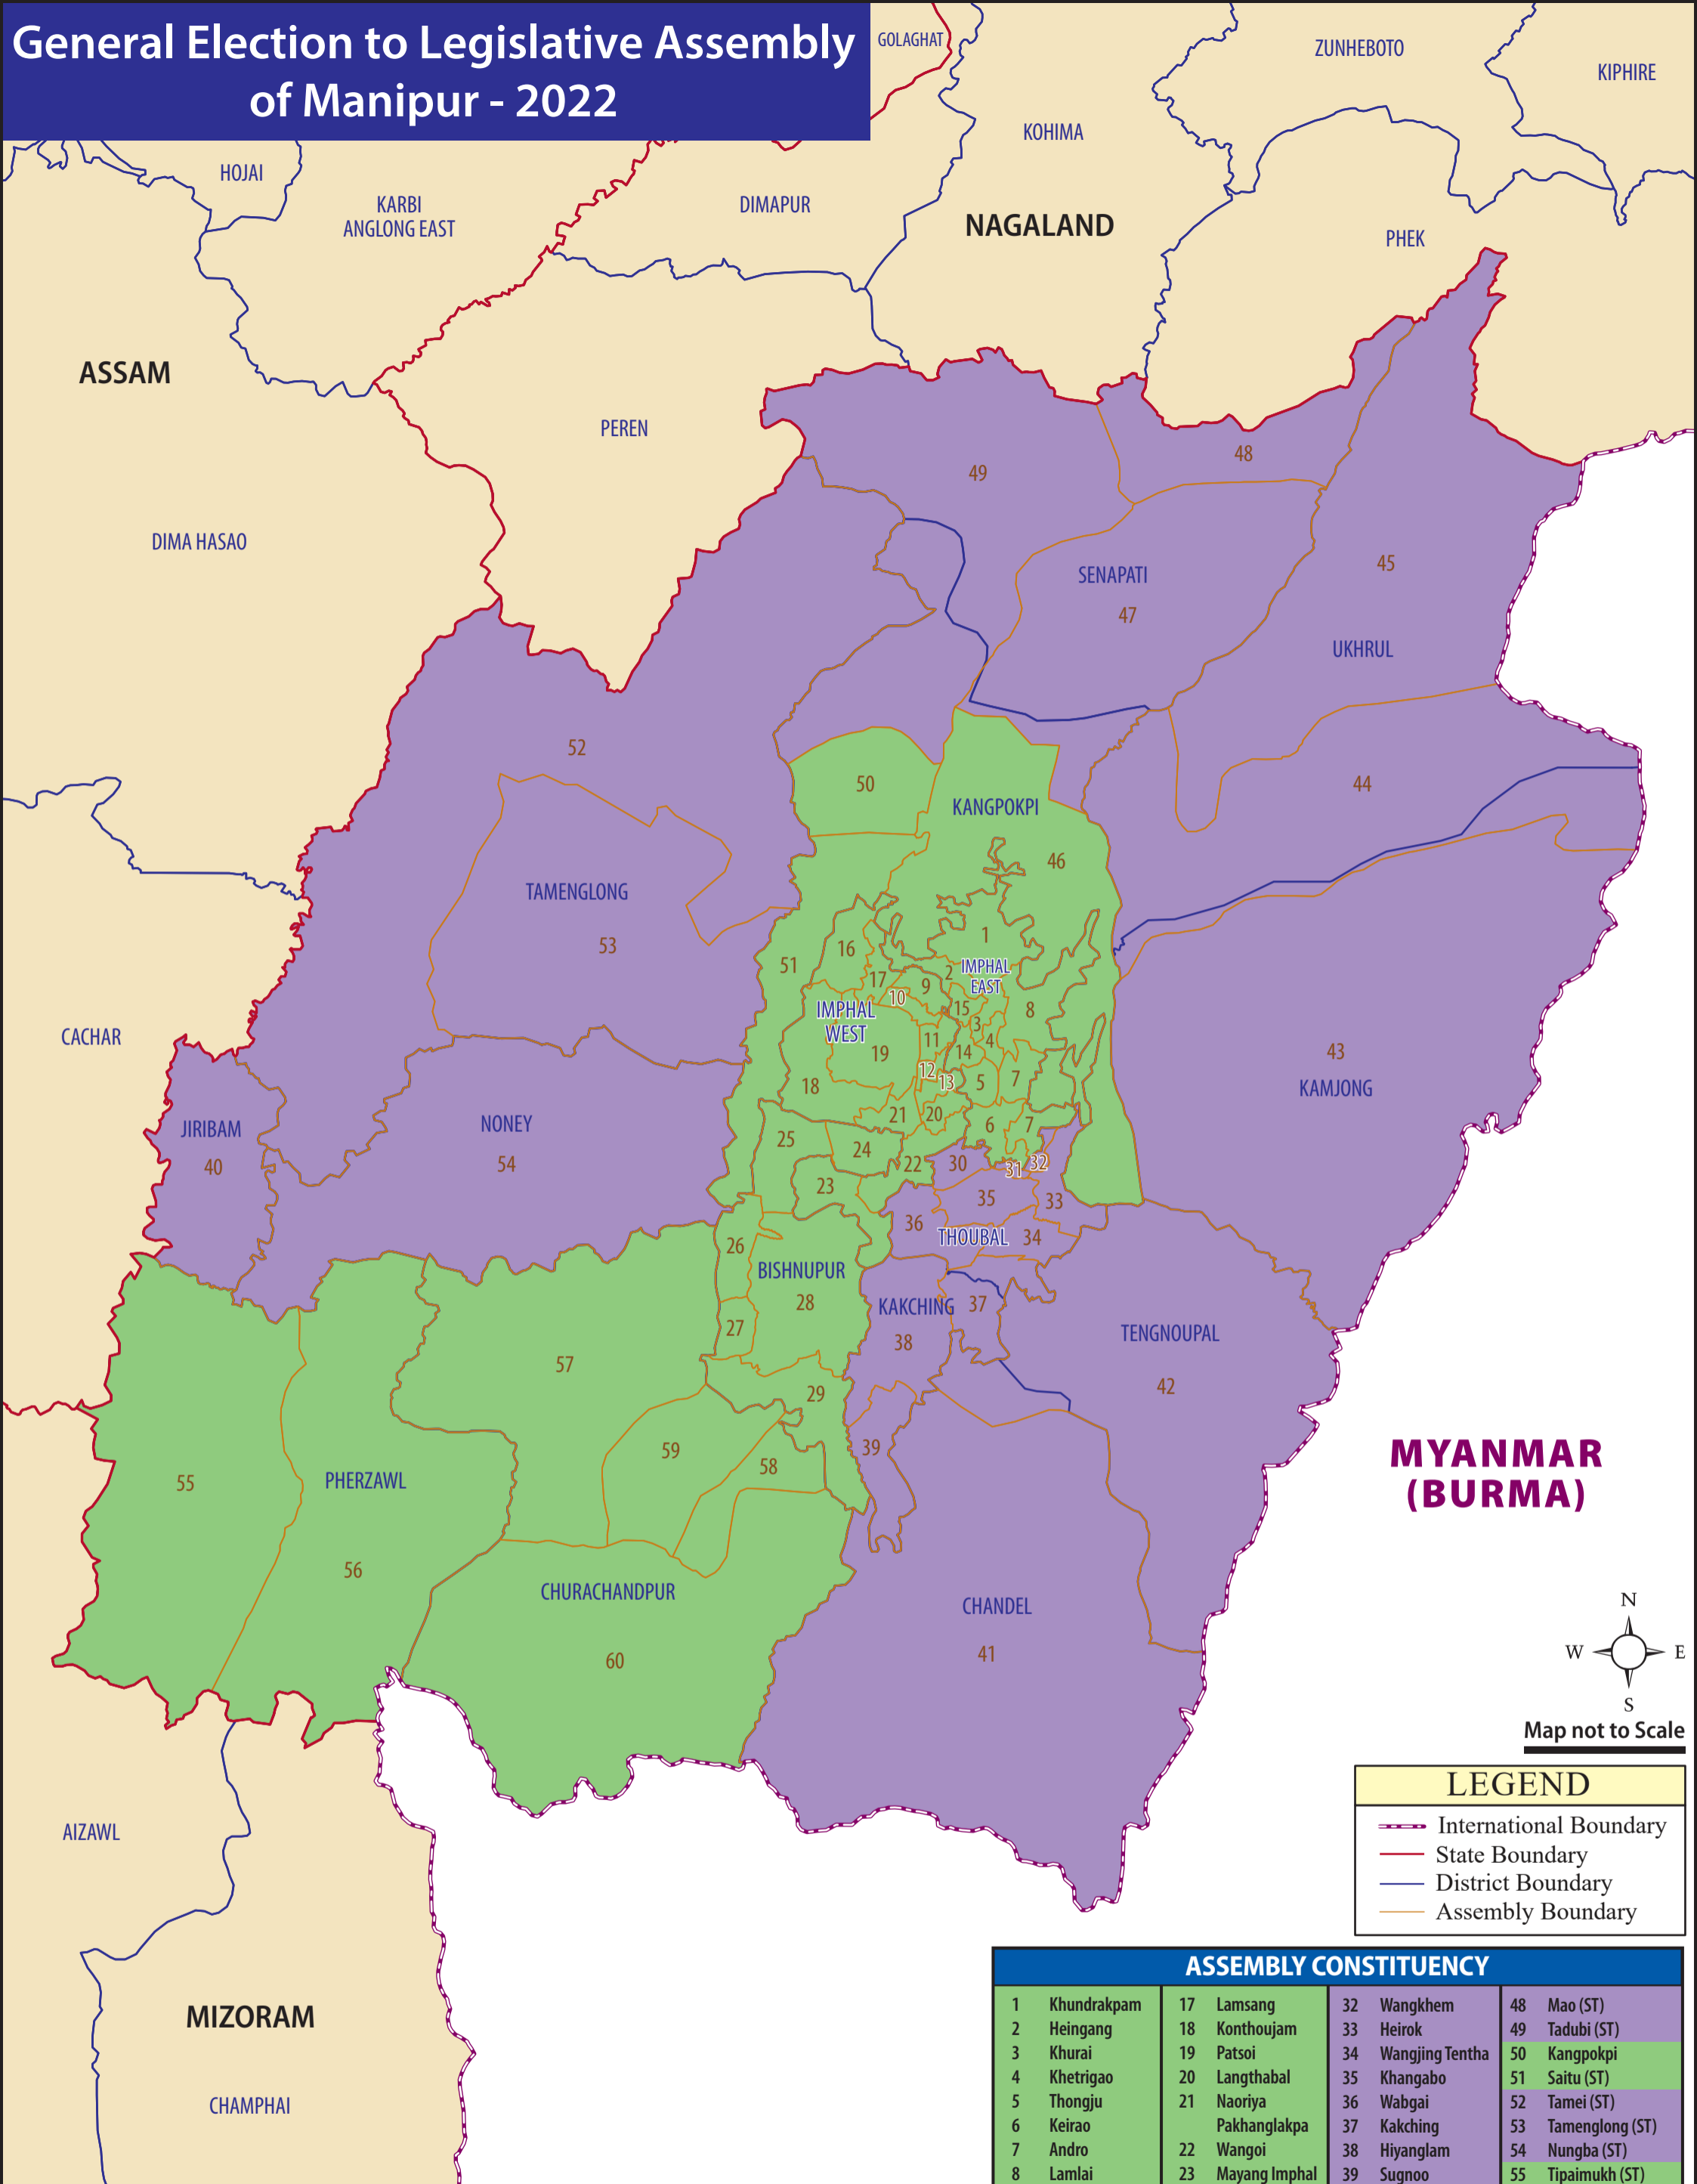 General Election to Legislative Assembly
of Manipur - 2022
GOLAGHAT
ZUNHEBOTO
KIPHIRE
KOHIMA
HOJAI
KARBI
ANGLONG EAST
DIMAPUR
NAGALAND
PHEK
ASSAM
PEREN
48
49
DIMA HASAO
45
SENAPATI
47
UKHRUL
52
50
44
KANGPOKPI
46
TAMENGLONG
53
1
16
51
IMPHAL
EAST
2
17
9
10
15
8
IMPHAL
WEST
3
11
4
14
19
CACHAR
43
12
13
5
7
18
KAMJONG
21
20
6
7
NONEY
JIRIBAM
25
24
22
30
31
32
54
40
23
35
33
36
THOUBAL
34
26
BISHNUPUR
28
KAKCHING
37
27
38
TENGNOUPAL
57
42
29
59
39
58
MYANMAR
(BURMA)
55
PHERZAWL
56
CHURACHANDPUR
CHANDEL
60
41
N
W
E
S
Map not to Scale
LEGEND
International Boundary
State Boundary
District Boundary
Assembly Boundary
AIZAWL
MIZORAM
CHAMPHAI
ASSEMBLY CONSTITUENCY
1 Khundrakpam
2 Heingang
3 Khurai
4 Khetrigao
5 Thongju
6 Keirao
7 Andro
8 Lamlai
17 Lamsang
18 Konthoujam
19 Patsoi
20 Langthabal
21 Naoriya
Pakhanglakpa
22 Wangoi
23 Mayang Imphal
32 Wangkhem
33 Heirok
34 Wangjing Tentha
35 Khangabo
36 Wabgai
37 Kakching
38 Hiyanglam
39 Sugnoo
48 Mao (ST)
49 Tadubi (ST)
50 Kangpokpi
51 Saitu (ST)
52 Tamei (ST)
53 Tamenglong (ST)
54 Nungba (ST)
55 Tipaimukh (ST)